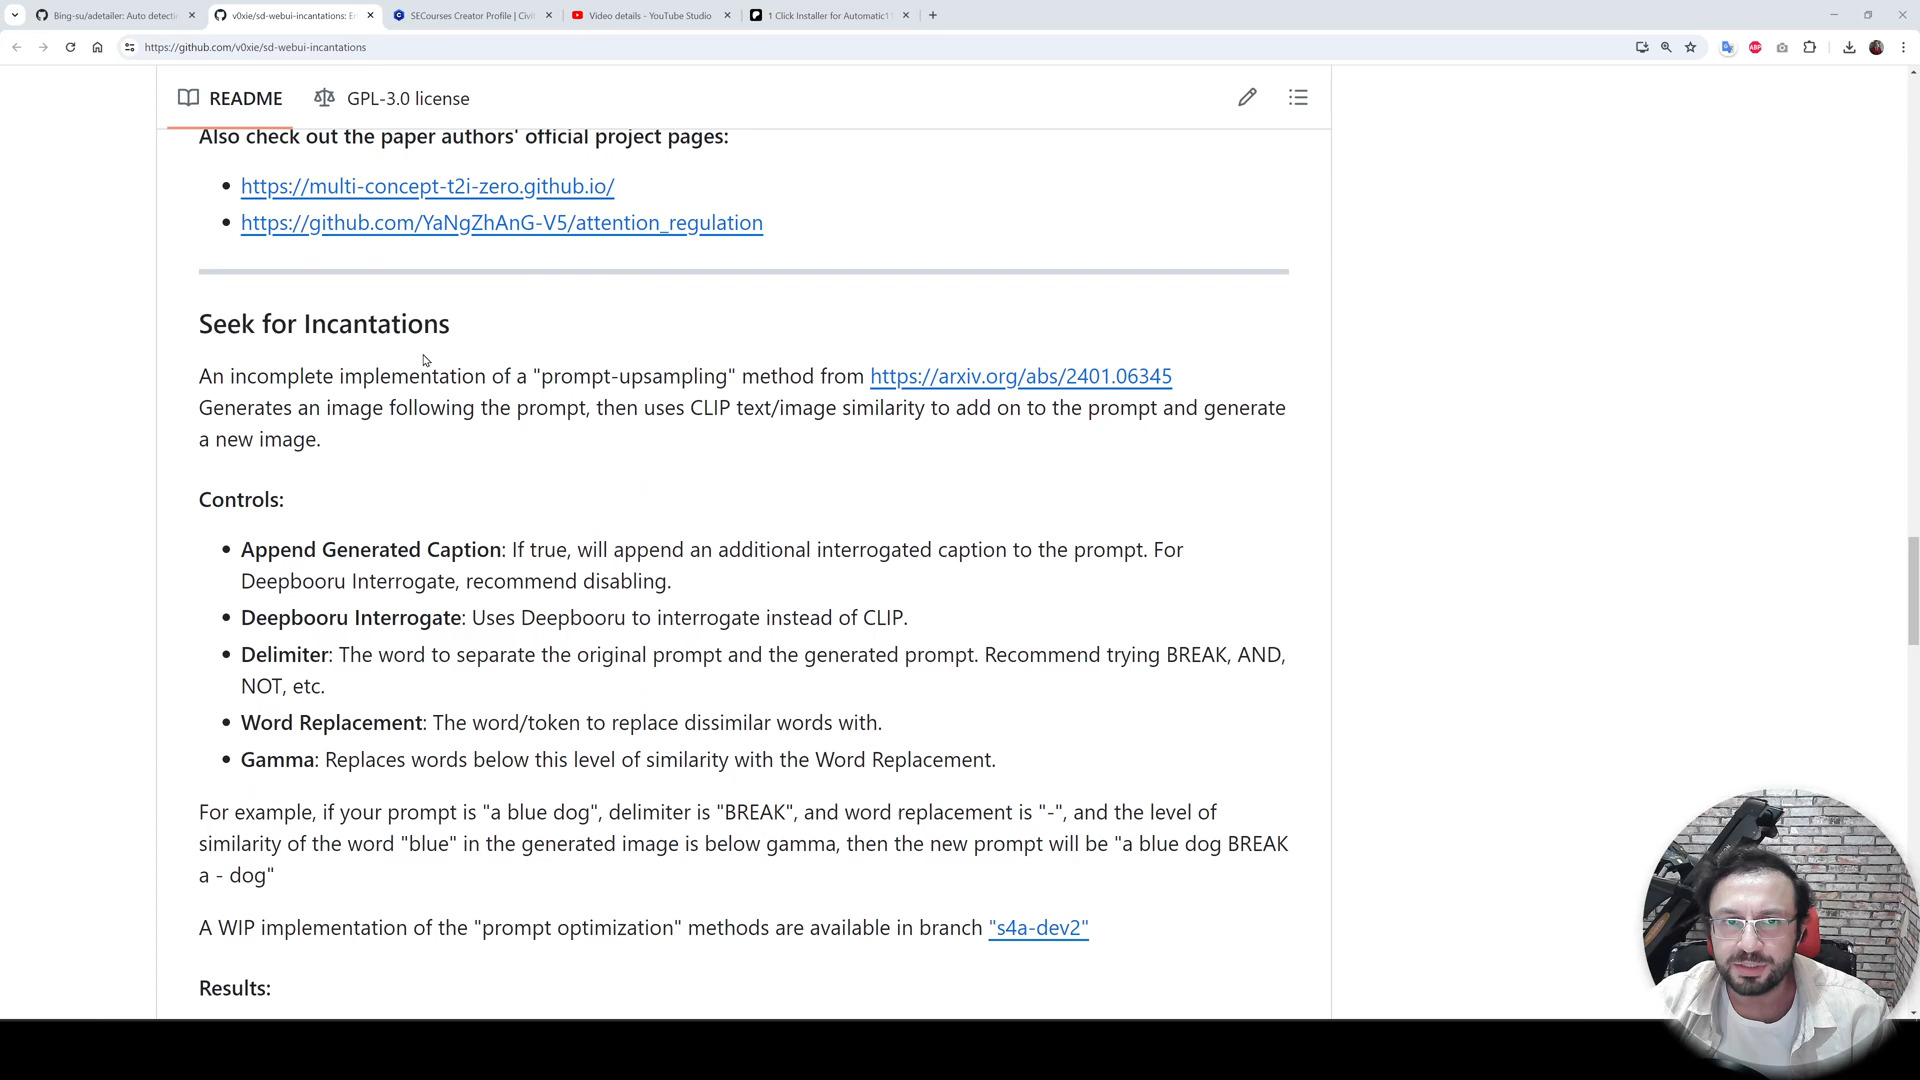 Bing-su/adetailer: Auto detecti
v0xie/sd-webui-incantations: En
SECourses Creator Profile | Civi
Video details - YouTube Studio
1 Click Installer for Automatic1
https://github.com/v0xie/sd-webui-incantations
ABP
README
GPL-3.0 license
Also check out the paper authors' official project pages:
https://multi-concept-t2i-zero.github.io/
https://github.com/YaNgZhAnG-V5/attention_regulation
Seek for Incantations
An incomplete implementation of a "prompt-upsampling" method from https://arxiv.org/abs/2401.06345
Generates an image following the prompt, then uses CLIP text/image similarity to add on to the prompt and generate
a new image.
Controls:
Append Generated Caption: If true, will append an additional interrogated caption to the prompt. For
Deepbooru Interrogate, recommend disabling.
Deepbooru Interrogate: Uses Deepbooru to interrogate instead of CLIP.
Delimiter: The word to separate the original prompt and the generated prompt. Recommend trying BREAK, AND,
NOT, etc.
Word Replacement: The word/token to replace dissimilar words with.
Gamma: Replaces words below this level of similarity with the Word Replacement.
For example, if your prompt is "a blue dog", delimiter is "BREAK", and word replacement is "-", and the level of
similarity of the word "blue" in the generated image is below gamma, then the new prompt will be "a blue dog BREAK
a - dog"
A WIP implementation of the "prompt optimization" methods are available in branch "s4a-dev2"
Results: